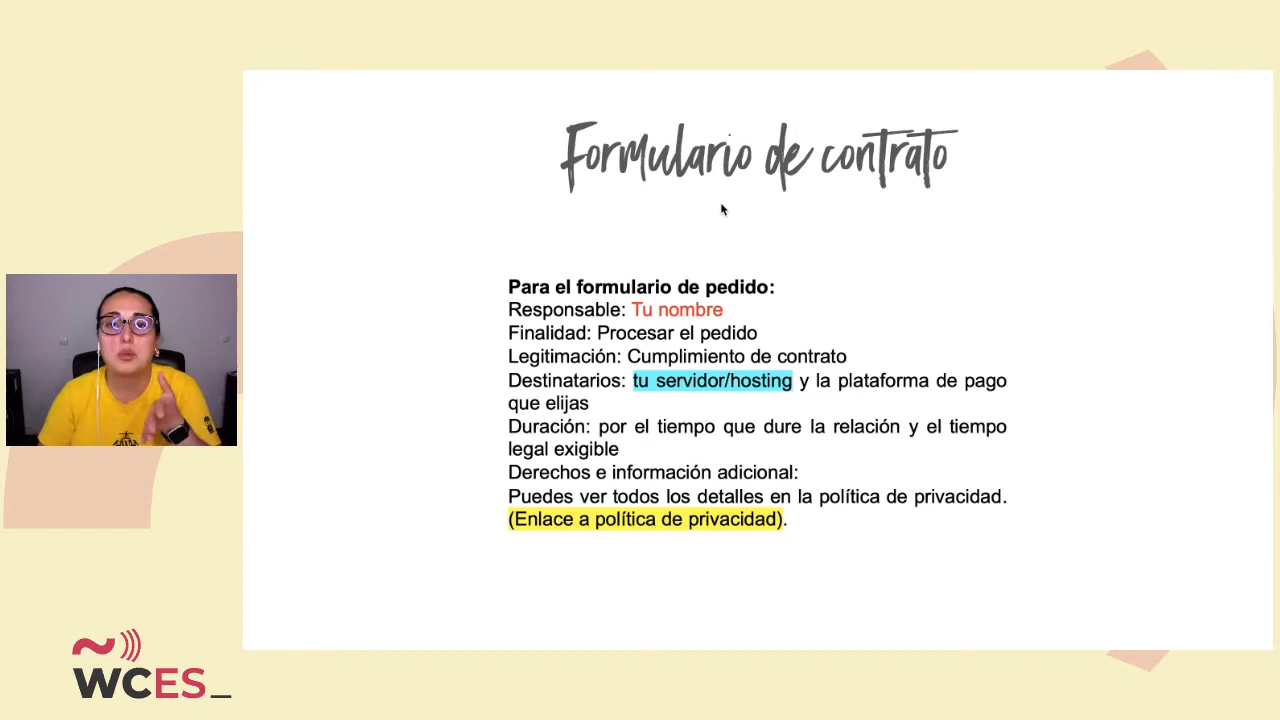 Formulario de contrato
Para el formulario de pedido:
Responsable: Tu nombre
Finalidad: Procesar el pedido
Legitimación: Cumplimiento de contrato
Destinatarios: tu servidor/hosting y la plataforma de pago
que elijas
Duración: por el tiempo que dure la relación y el tiempo
legal exigible
Derechos e información adicional:
Puedes ver todos los detalles en la política de privacidad.
(Enlace a política de privacidad).
WCES_